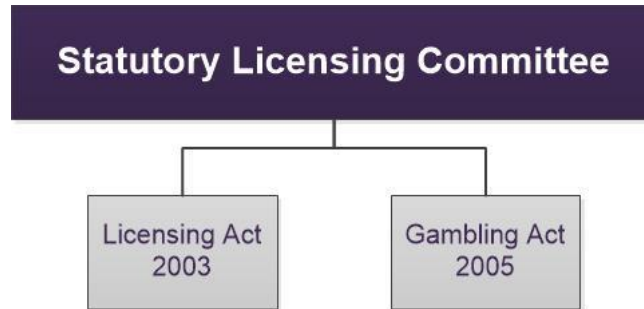 Statutory Licensing Committee
Licensing Act
2003
Gambling Act
2005